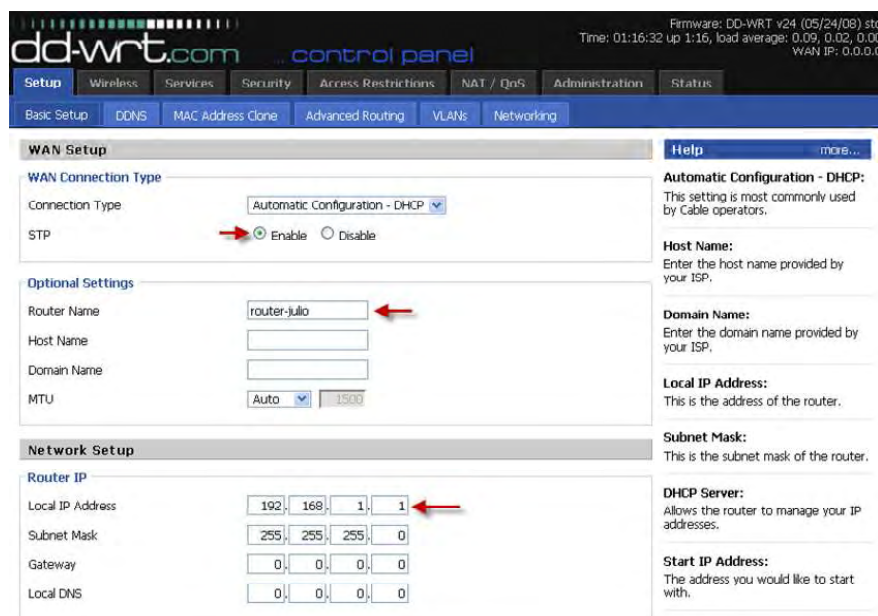 dd-wrt.com ... control panel
Firmware: DD-WRT v24 (05/24/08) std
Time: 01:16:32 up 1:16, load average: 0.09, 0.02, 0.00
WAN IP: 0.0.0.0
Setup Wireless Services Security Access Restrictions NAT / QoS Administration Status
Basic Setup DDNS MAC Address Clone Advanced Routing VLANs Networking
WAN Setup
WAN Connection Type
Connection Type Automatic Configuration - DHCP
STP Enable Disable
Optional Settings
Router Name router-julio
Host Name
Domain Name
MTU Auto 1500
Network Setup
Router IP
Local IP Address 192. 168. 1. 1
Subnet Mask 255. 255. 255. 0
Gateway 0. 0. 0. 0
Local DNS 0. 0. 0. 0
Help more...
Automatic Configuration - DHCP:
This setting is most commonly used
by Cable operators.
Host Name:
Enter the host name provided by
your ISP.
Domain Name:
Enter the domain name provided by
your ISP.
Local IP Address:
This is the address of the router.
Subnet Mask:
This is the subnet mask of the router.
DHCP Server:
Allows the router to manage your IP
addresses.
Start IP Address:
The address you would like to start
with.